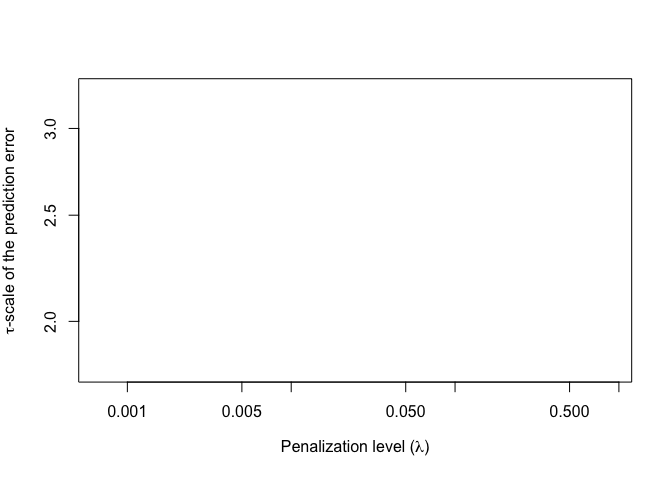 τ-scale of the prediction error
3.0
2.5
2.0
0.001 0.005 0.050 0.500
Penalization level (λ)